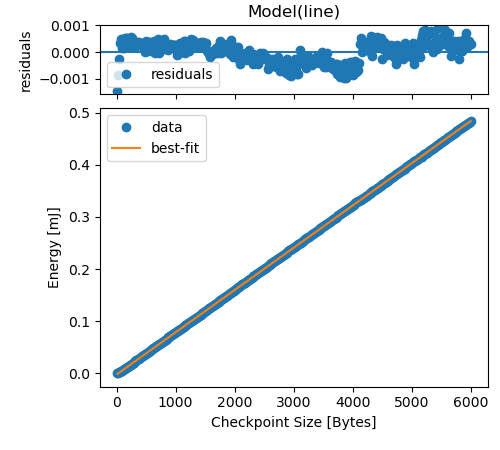 Model(line)
0.001
0.000
−0.001
residuals
residuals
0.5
0.4
0.3
0.2
0.1
0.0
Energy [mJ]
data
best-fit
0
1000
2000
3000
4000
5000
6000
Checkpoint Size [Bytes]